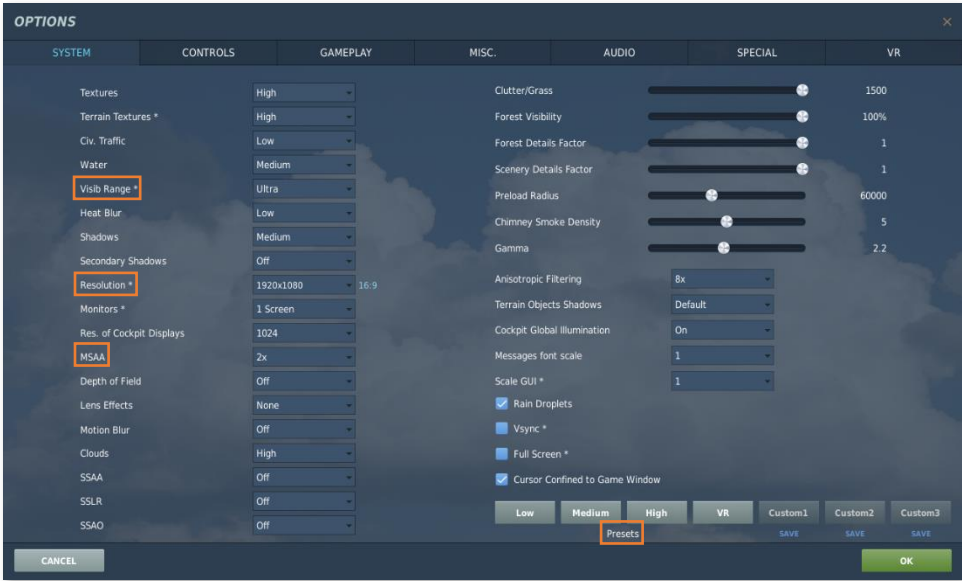 OPTIONS
SYSTEM CONTROLS GAMEPLAY MISC. AUDIO SPECIAL VR
Textures High
Terrain Textures * High
Civ. Traffic Low
Water Medium
Visib Range * Ultra
Heat Blur Low
Shadows Medium
Secondary Shadows Off
Resolution * 1920x1080 16:9
Monitors * 1 Screen
Res. of Cockpit Displays 1024
MSAA 2x
Depth of Field Off
Lens Effects None
Motion Blur Off
Clouds High
SSAA Off
SSLR Off
SSAO Off
Clutter/Grass 1500
Forest Visibility 100%
Forest Details Factor 1
Scenery Details Factor 1
Preload Radius 60000
Chimney Smoke Density 5
Gamma 2.2
Anisotropic Filtering 8x
Terrain Objects Shadows Default
Cockpit Global Illumination On
Messages font scale 1
Scale GUI * 1
Rain Droplets
Vsync *
Full Screen *
Cursor Confined to Game Window
Low Medium High VR Custom1 Custom2 Custom3
Presets SAVE SAVE SAVE
CANCEL OK